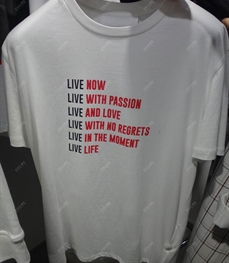 LIVE NOW
LIVE WITH PASSION
LIVE AND LOVE
LIVE WITH NO REGRETS
LIVE IN THE MOMENT
LIVE LIFE